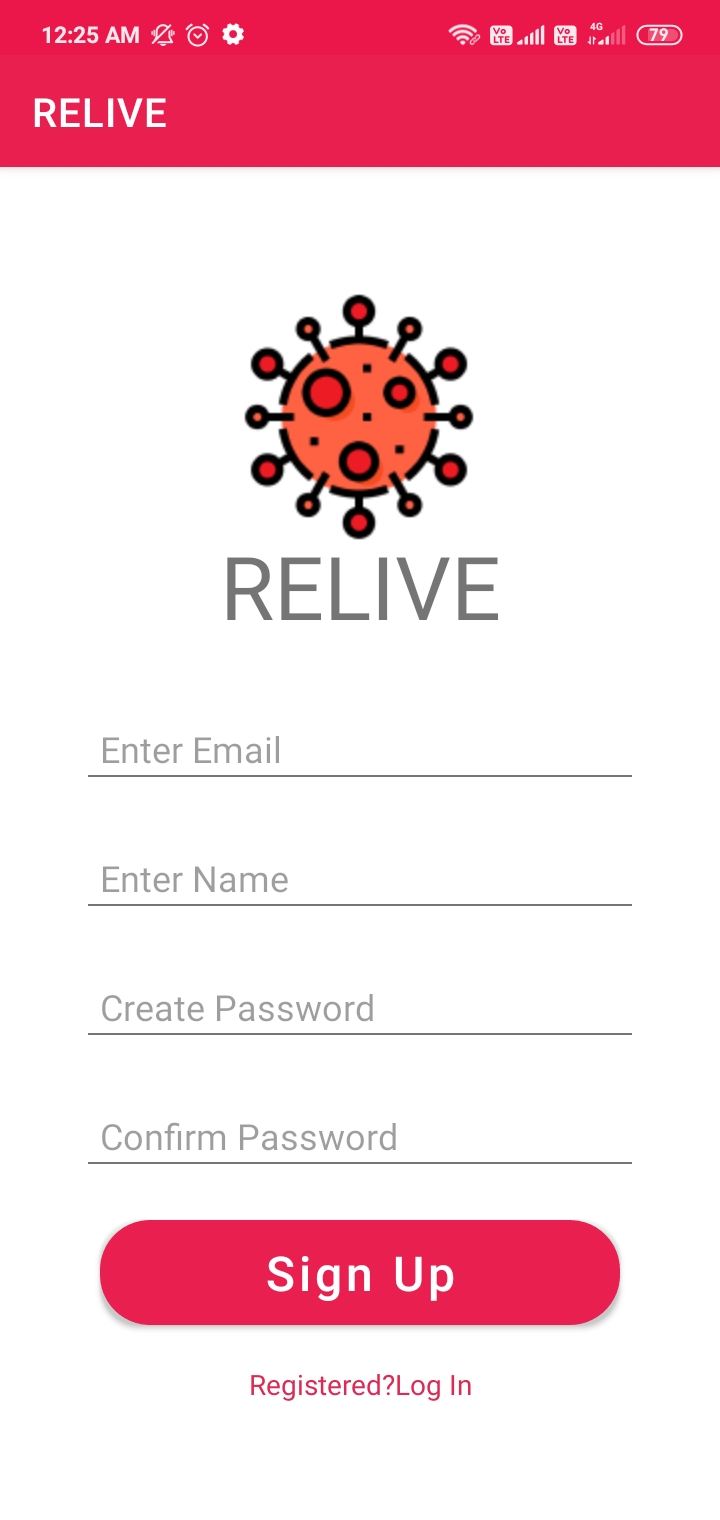 12:25 AM Vo LTE Vo LTE 4G 79
RELIVE
RELIVE
Enter Email
Enter Name
Create Password
Confirm Password
Sign Up
Registered?Log In